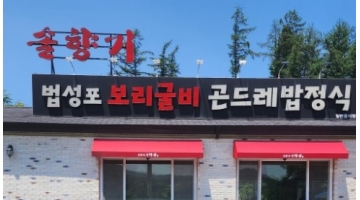 솔향기
법성포 보리굴비 곤드레밥정식